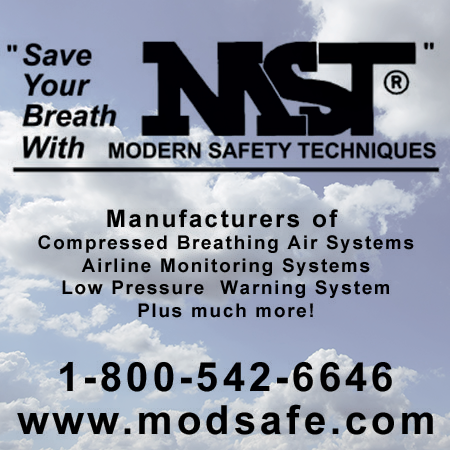 "Save
Your
Breath
With
MST®"
MODERN SAFETY TECHNIQUES
Manufacturers of
Compressed Breathing Air Systems
Airline Monitoring Systems
Low Pressure Warning System
Plus much more!
1-800-542-6646
www.modsafe.com